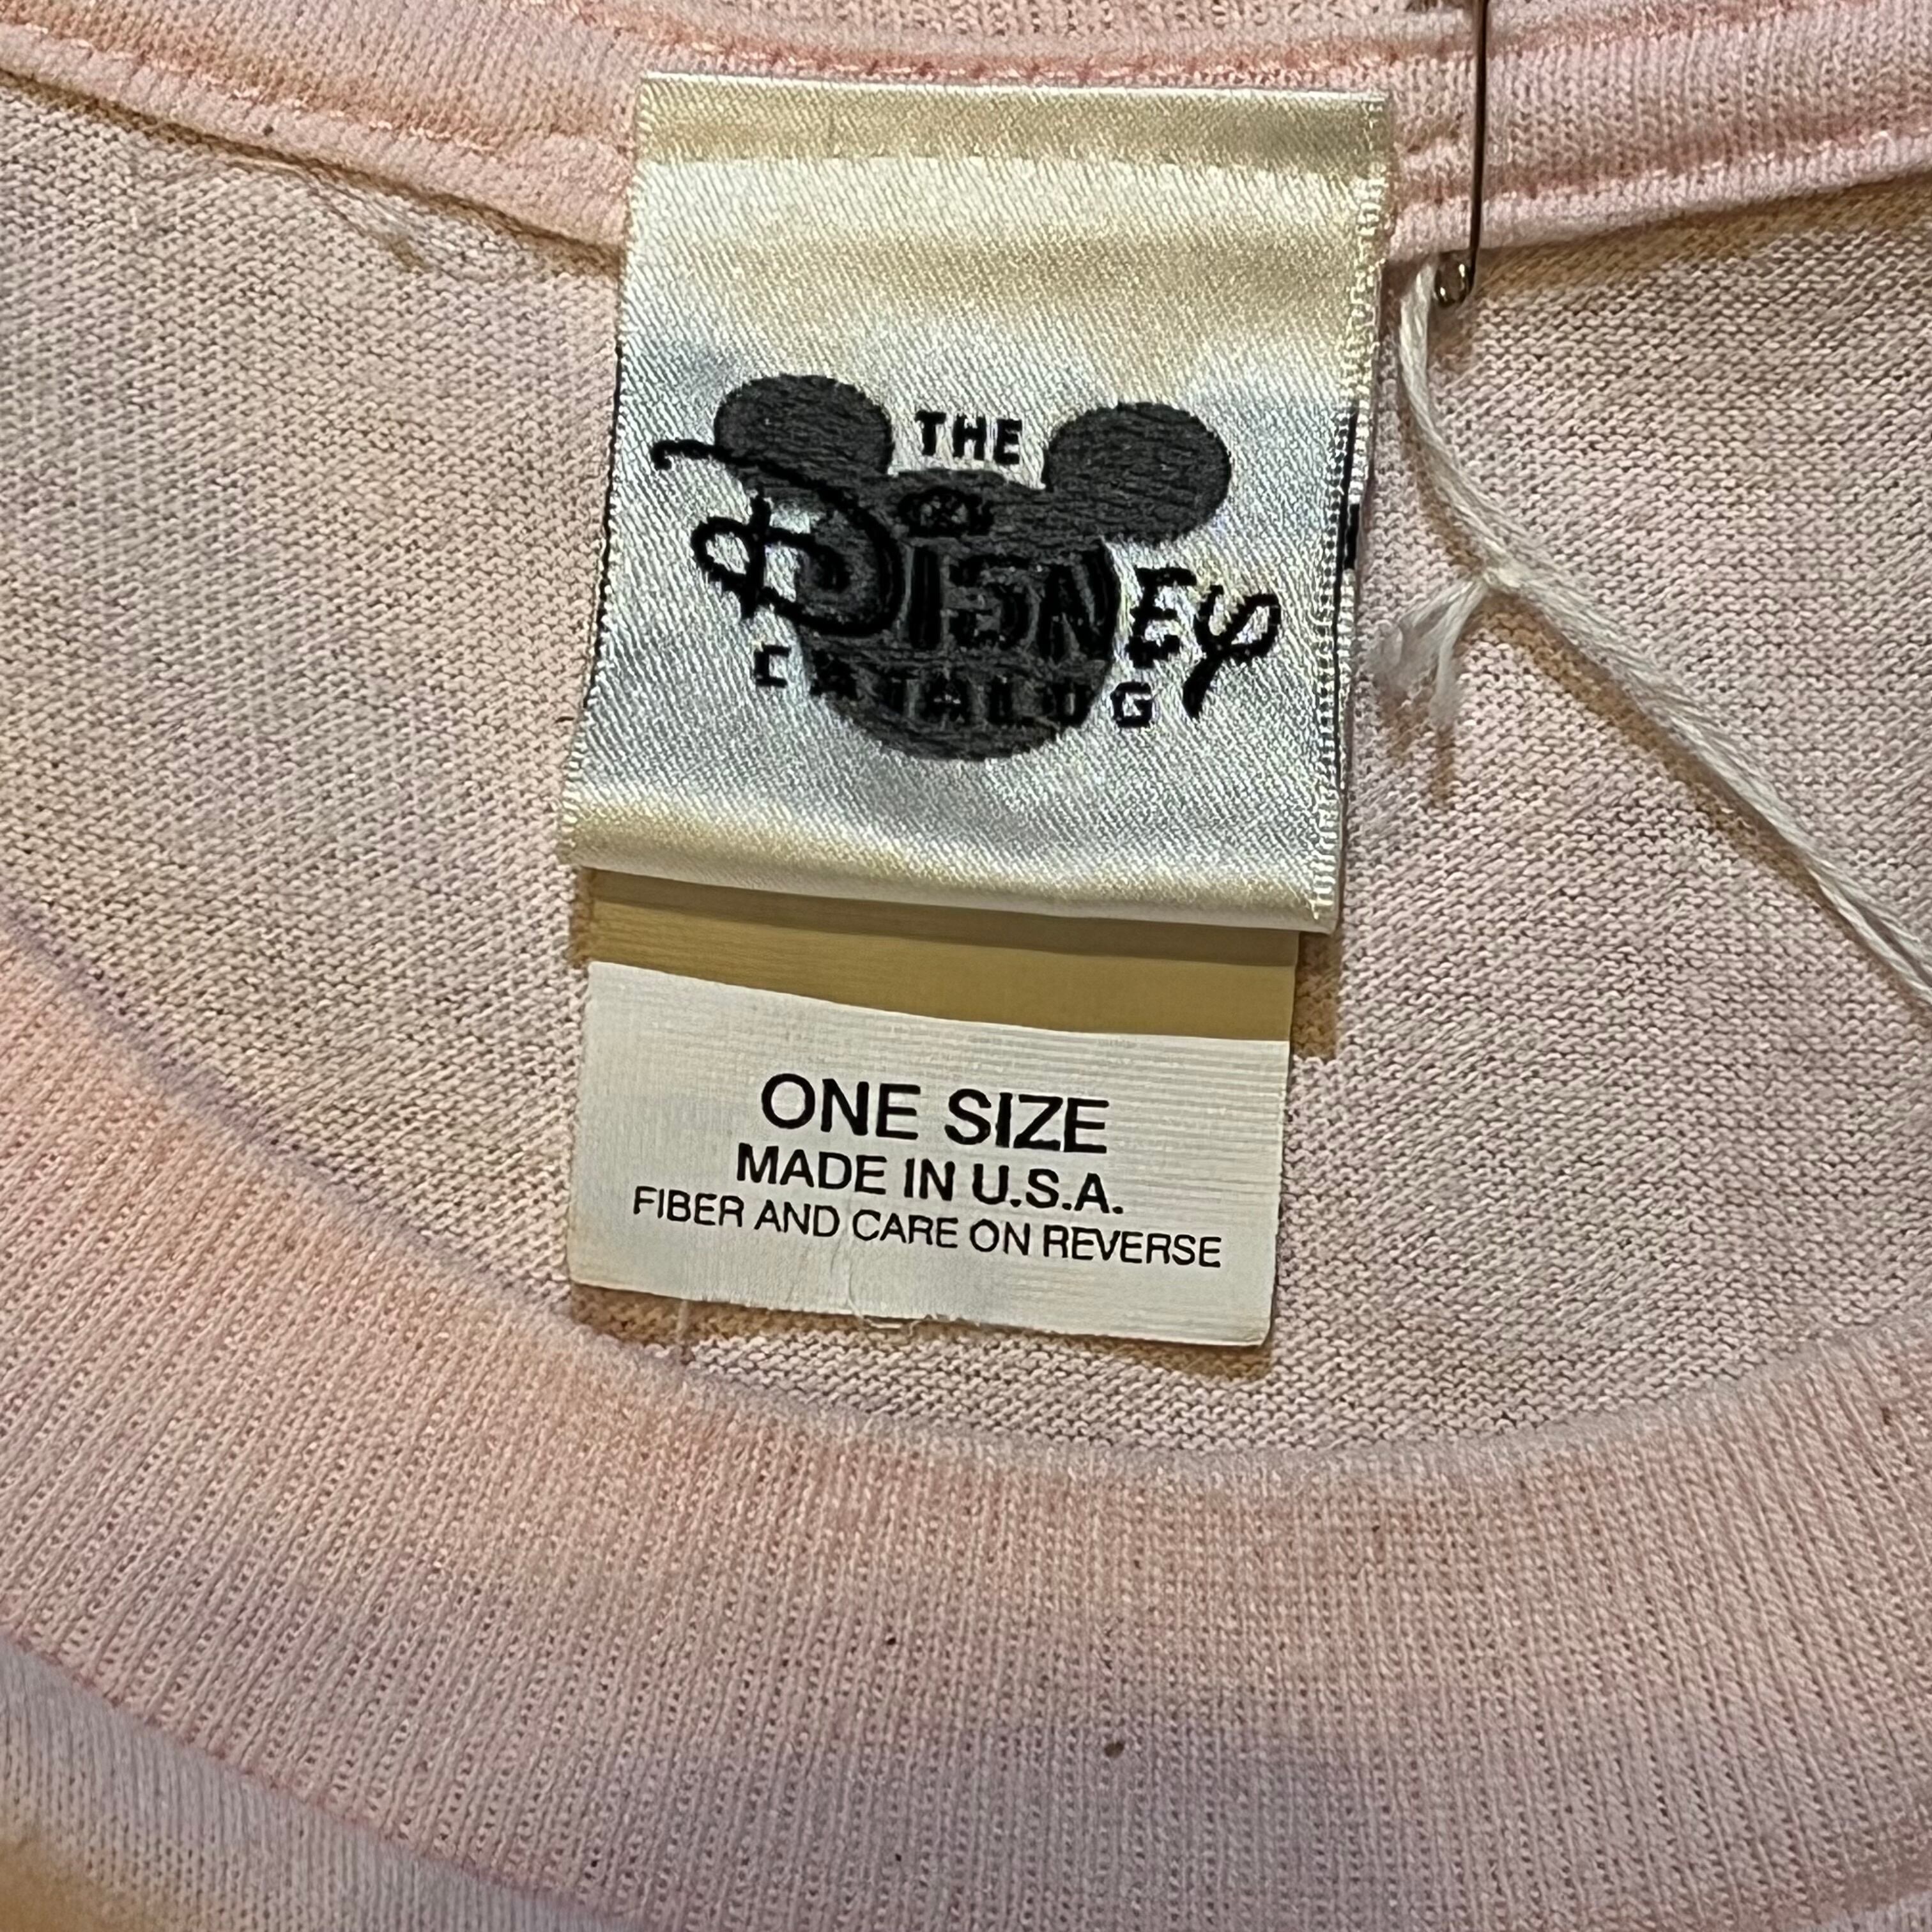 THE
Disney
CATALOG
ONE SIZE
MADE IN U.S.A.
FIBER AND CARE ON REVERSE